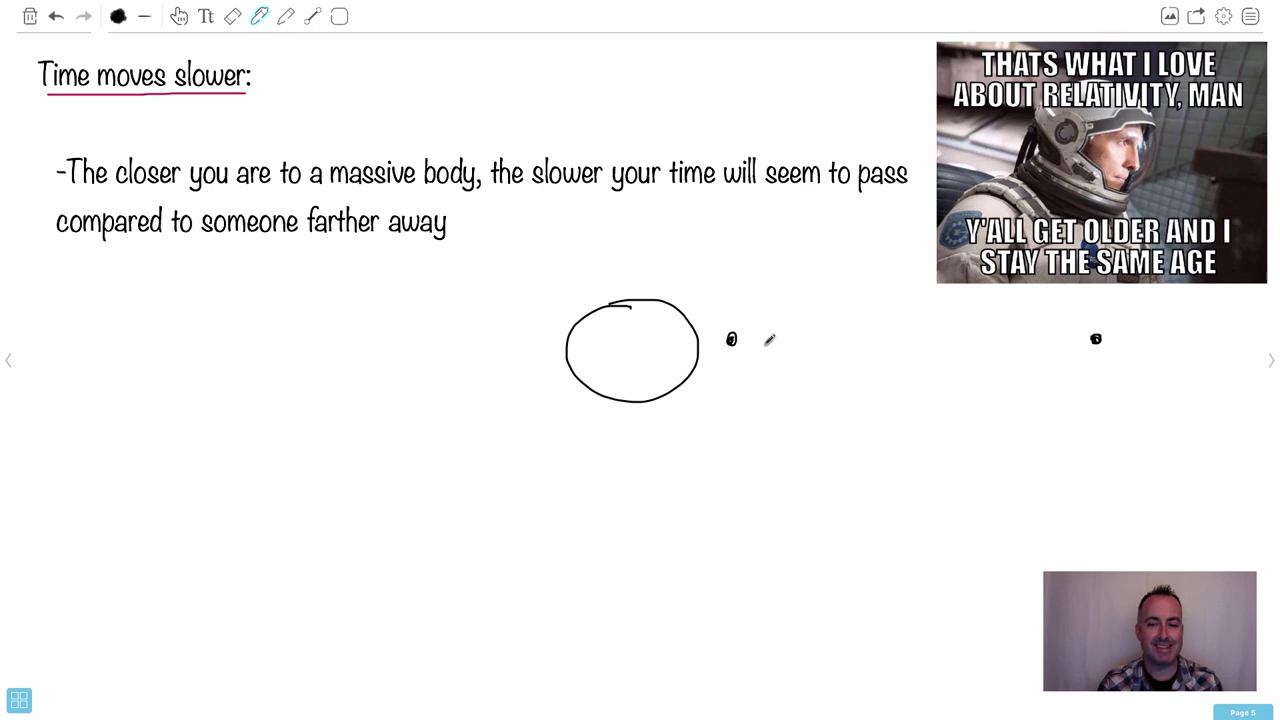 Tt
Time moves slower:
THATS WHAT I LOVE
ABOUT RELATIVITY, MAN
-The closer you are to a massive body, the slower your time will seem to pass
compared to someone farther away
Y'ALL GET OLDER AND I
STAY THE SAME AGE
Page 5